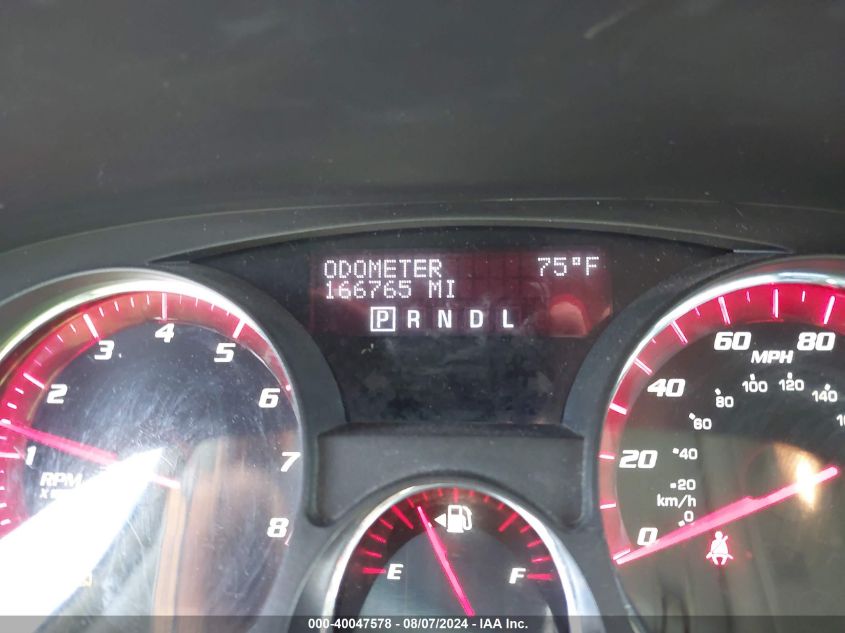 ODOMETER 75°F
166765 MI
P R N D L
1 2 3 4 5 6 7 8
RPM
0 20 40 60 80
MPH
0 20 40 60 80 100 120 140
km/h
E F
000-40047578 - 08/07/2024 - IAA Inc.